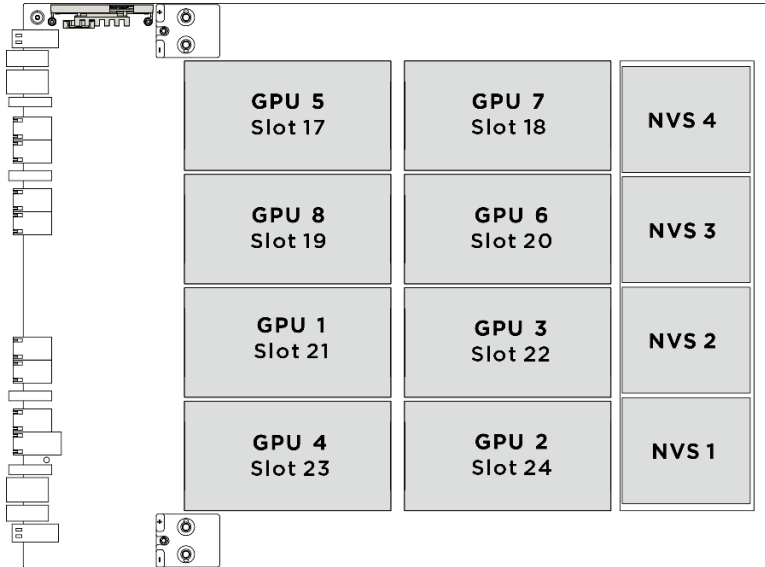 GPU 5
Slot 17
GPU 7
Slot 18
NVS 4
GPU 8
Slot 19
GPU 6
Slot 20
NVS 3
GPU 1
Slot 21
GPU 3
Slot 22
NVS 2
GPU 4
Slot 23
GPU 2
Slot 24
NVS 1